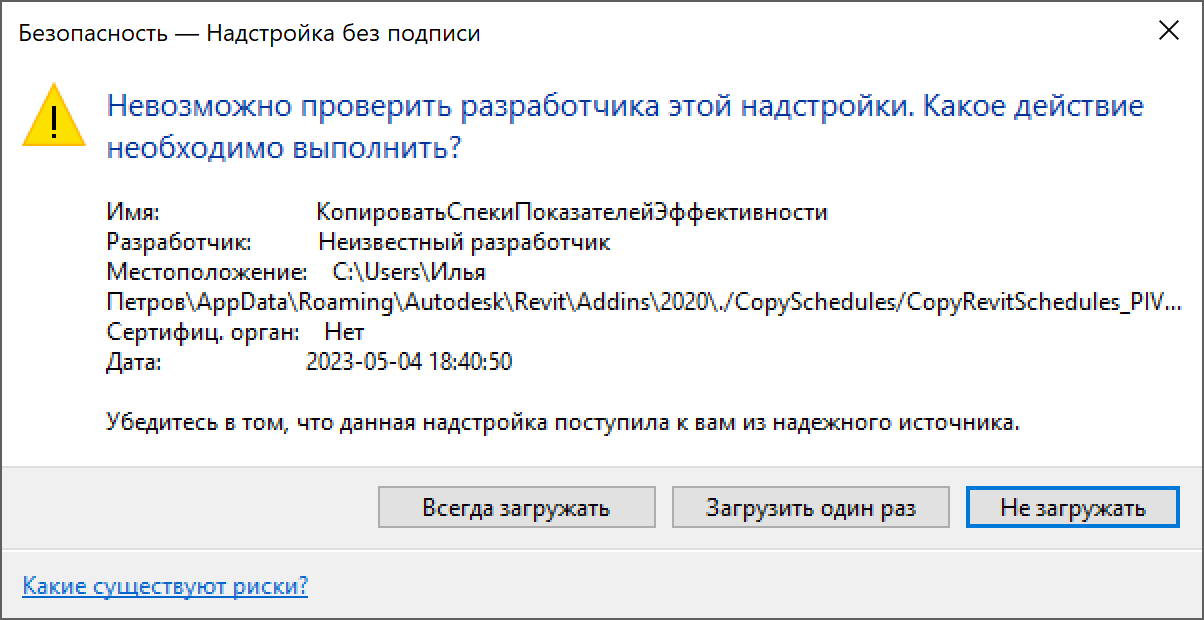 Безопасность — Надстройка без подписи
Невозможно проверить разработчика этой надстройки. Какое действие
необходимо выполнить?
Имя: КопироватьСпекиПоказателейЭффективности
Разработчик: Неизвестный разработчик
Местоположение: C:\Users\Илья
Петров\AppData\Roaming\Autodesk\Revit\Addins\2020\./CopySchedules/CopyRevitSchedules_PIV...
Сертифиц. орган: Нет
Дата: 2023-05-04 18:40:50
Убедитесь в том, что данная надстройка поступила к вам из надежного источника.
Всегда загружать Загрузить один раз Не загружать
Какие существуют риски?